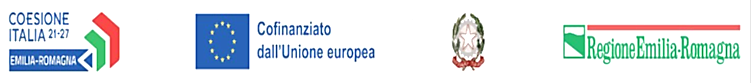 COESIONE
ITALIA 21-27
EMILIA-ROMAGNA
Cofinanziato
dall'Unione europea
RegioneEmilia-Romagna